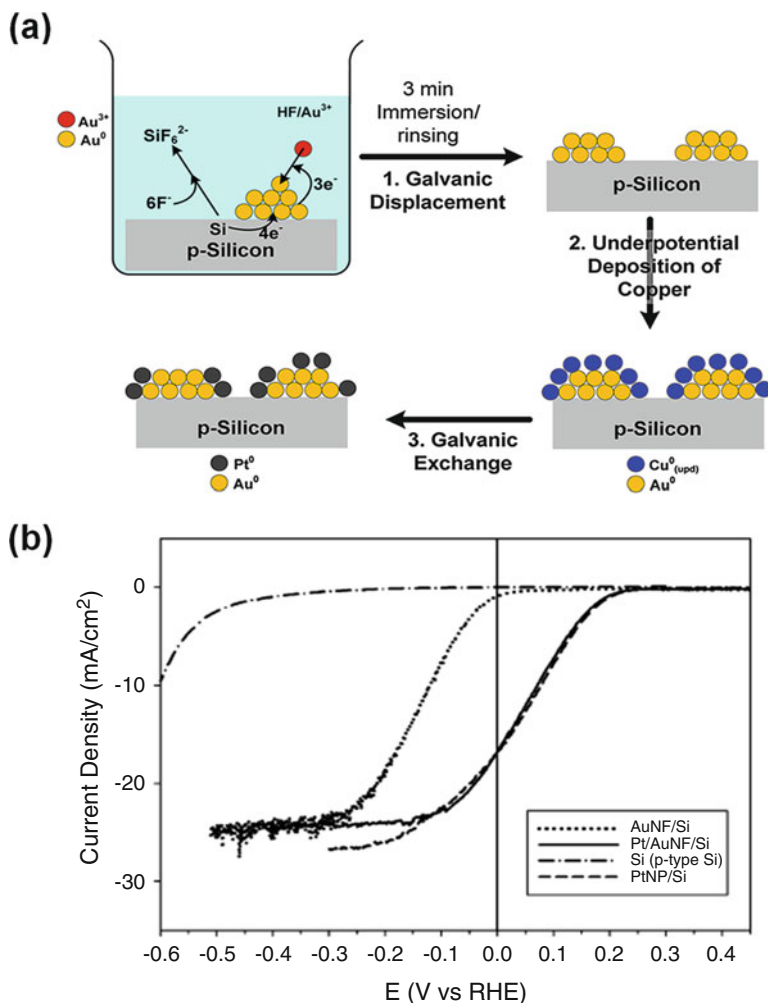 (a)
Au³⁺
Au⁰
HF/Au³⁺
SiF₆²⁻
6F⁻
3e⁻
Si
4e⁻
p-Silicon
3 min
Immersion/
rinsing
1. Galvanic
Displacement
p-Silicon
2. Underpotential
Deposition of
Copper
p-Silicon
Pt⁰
Au⁰
3. Galvanic
Exchange
p-Silicon
Cu⁰(upd)
Au⁰
(b)
Current Density (mA/cm²)
0
-10
-20
-30
AuNF/Si
Pt/AuNF/Si
Si (p-type Si)
PtNP/Si
-0.6 -0.5 -0.4 -0.3 -0.2 -0.1 0.0 0.1 0.2 0.3 0.4
E (V vs RHE)